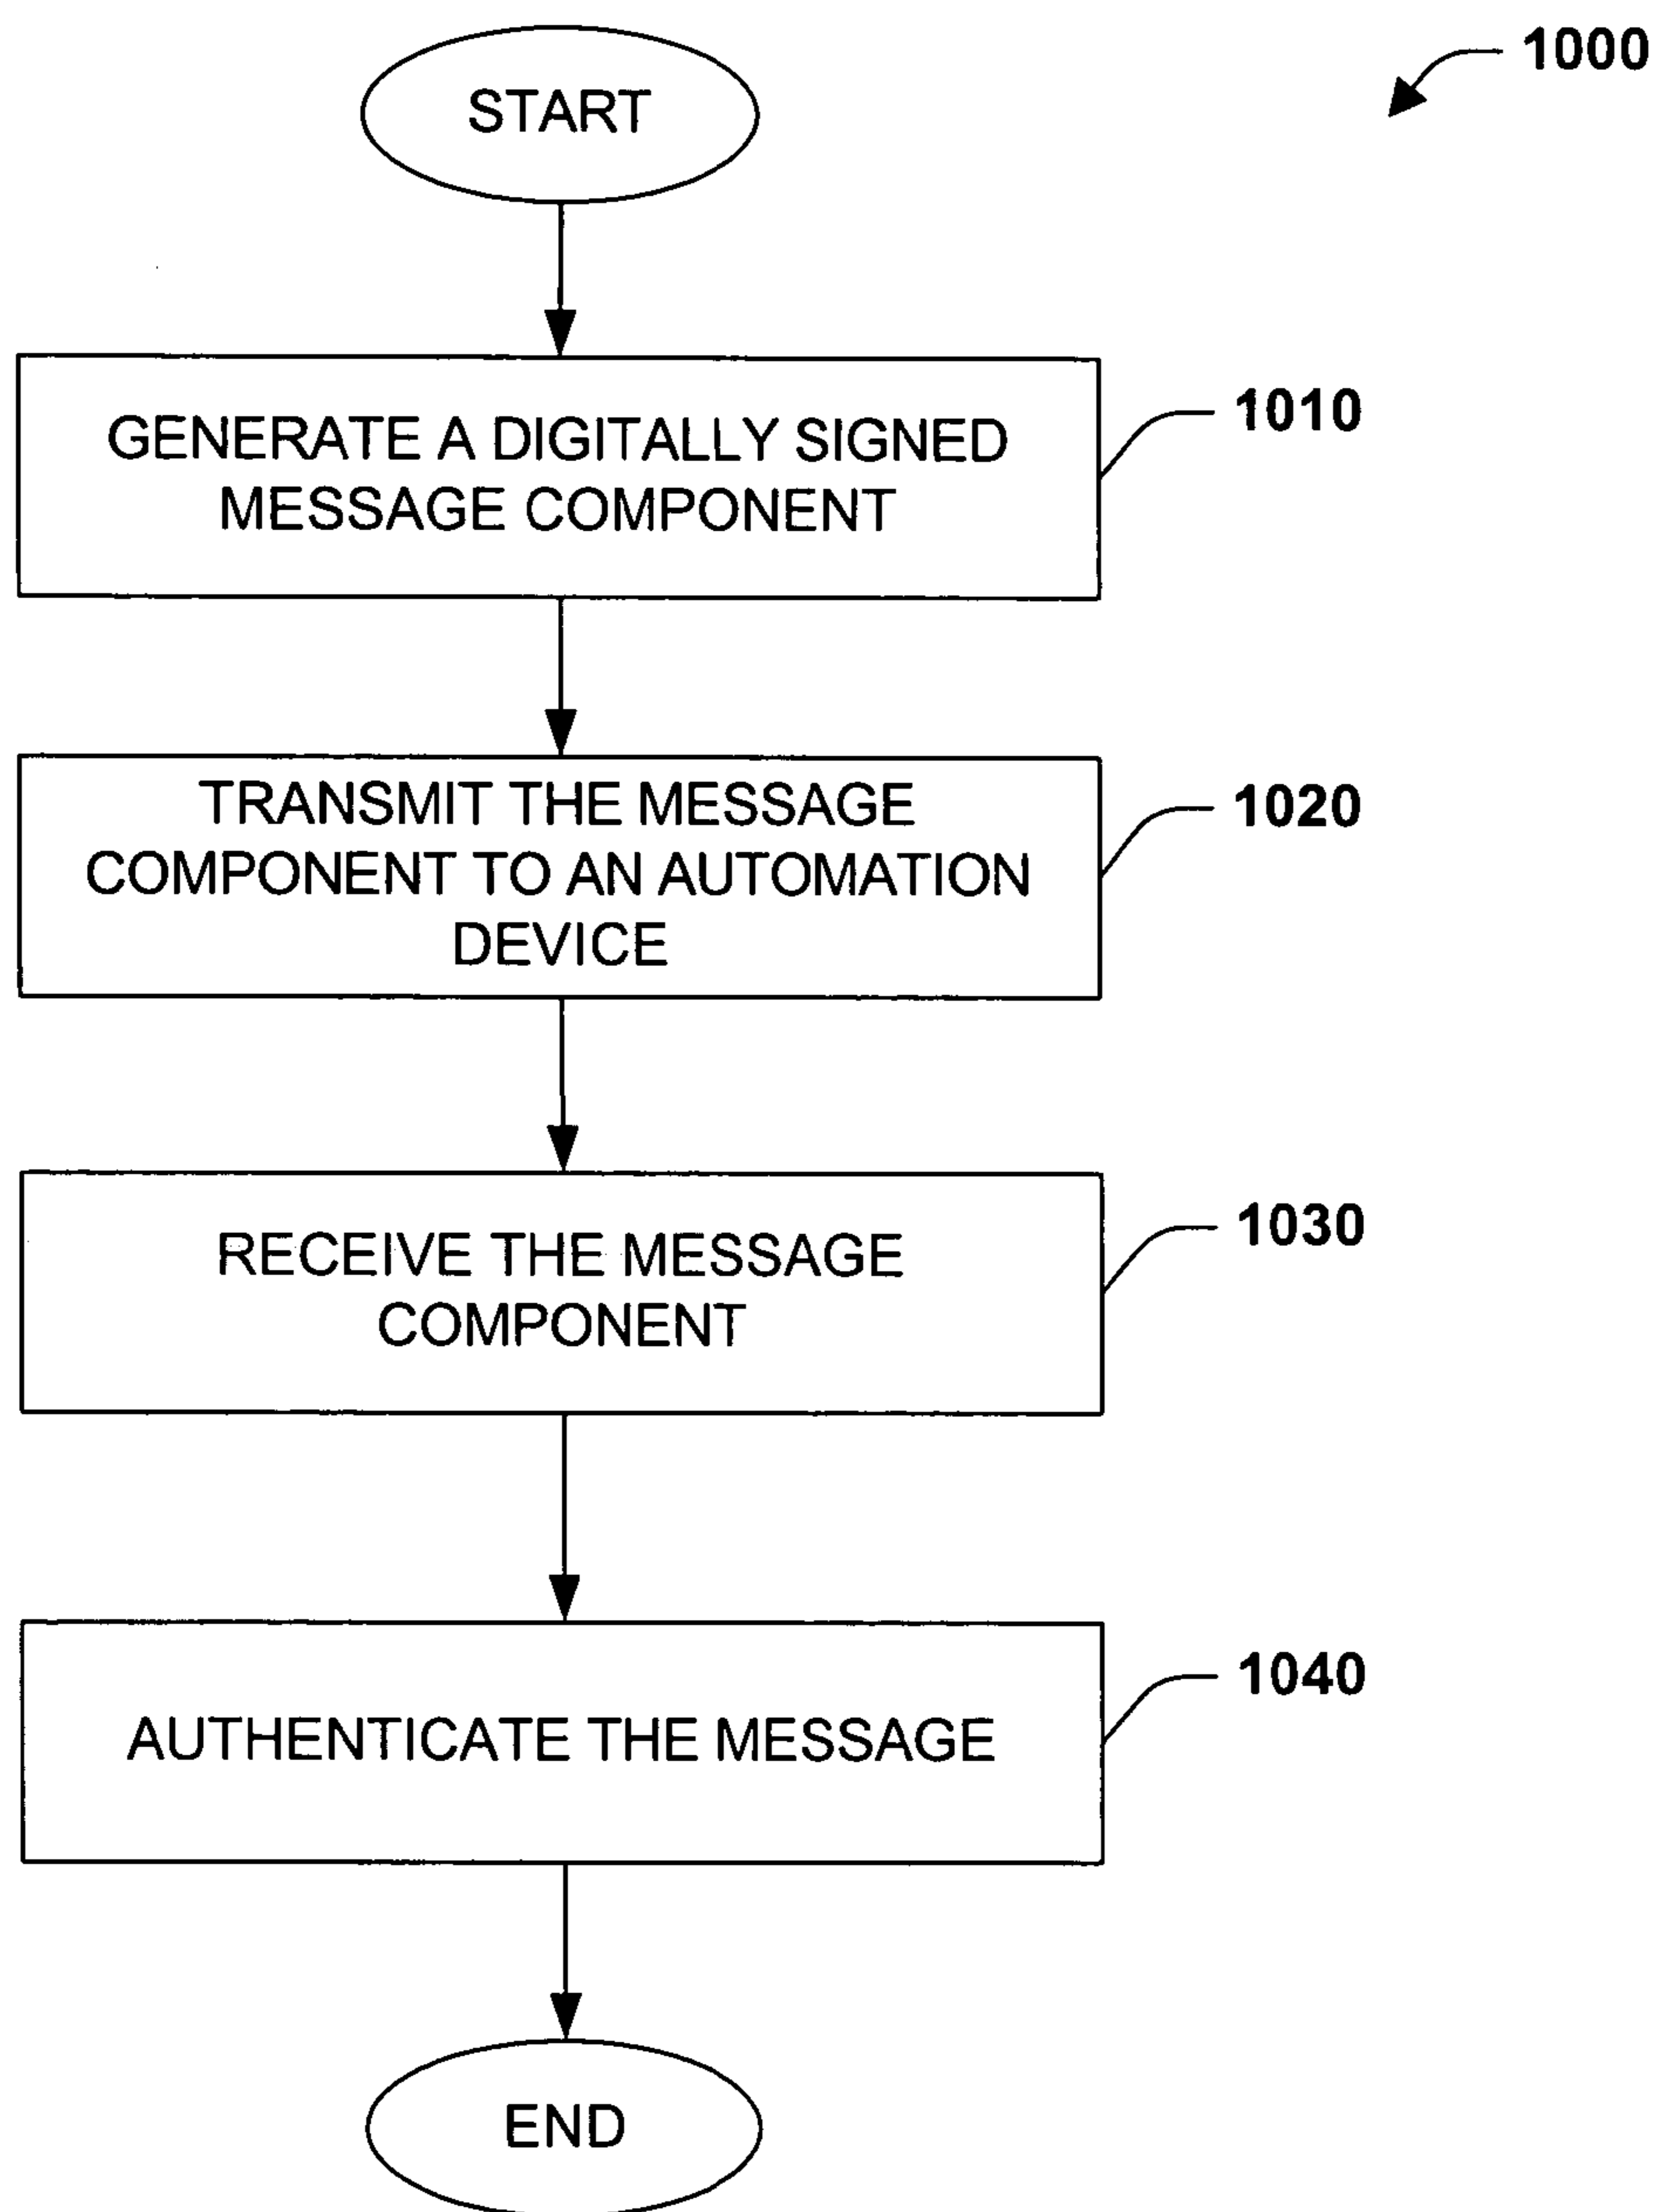 1000
START
GENERATE A DIGITALLY SIGNED
MESSAGE COMPONENT
1010
TRANSMIT THE MESSAGE
COMPONENT TO AN AUTOMATION
DEVICE
1020
RECEIVE THE MESSAGE
COMPONENT
1030
AUTHENTICATE THE MESSAGE
1040
END